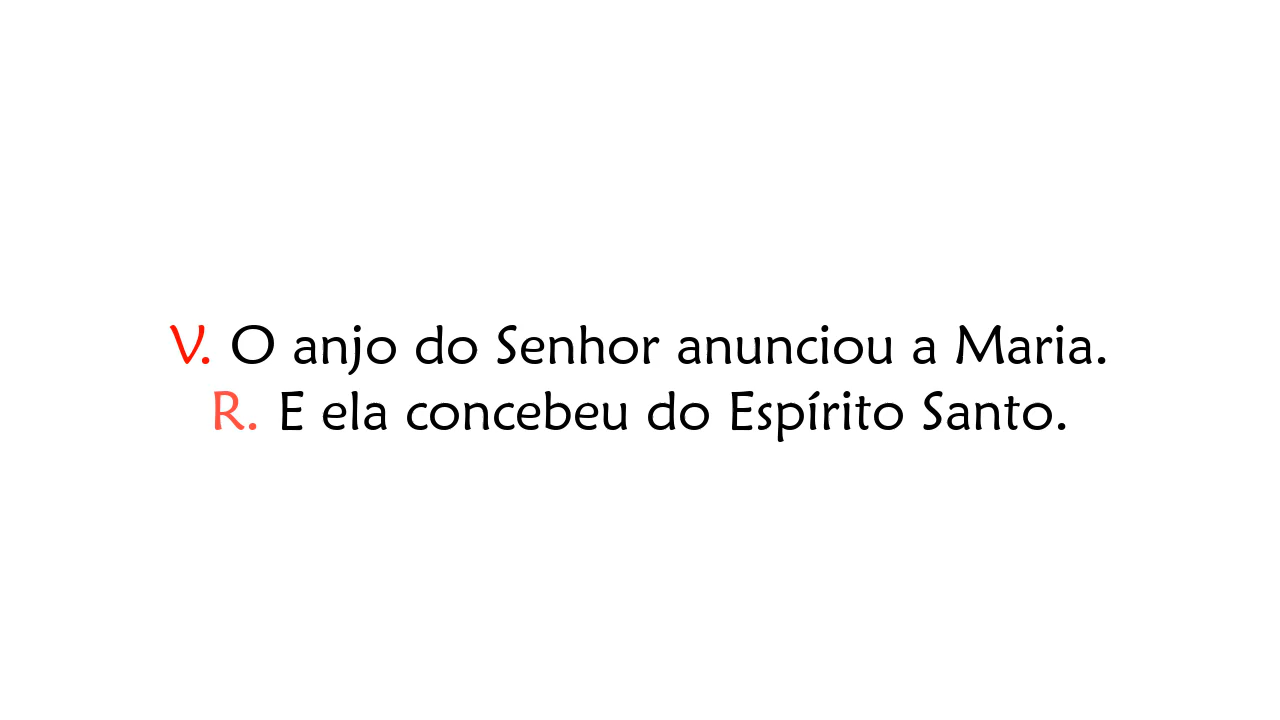 V. O anjo do Senhor anunciou a Maria.
R. E ela concebeu do Espírito Santo.